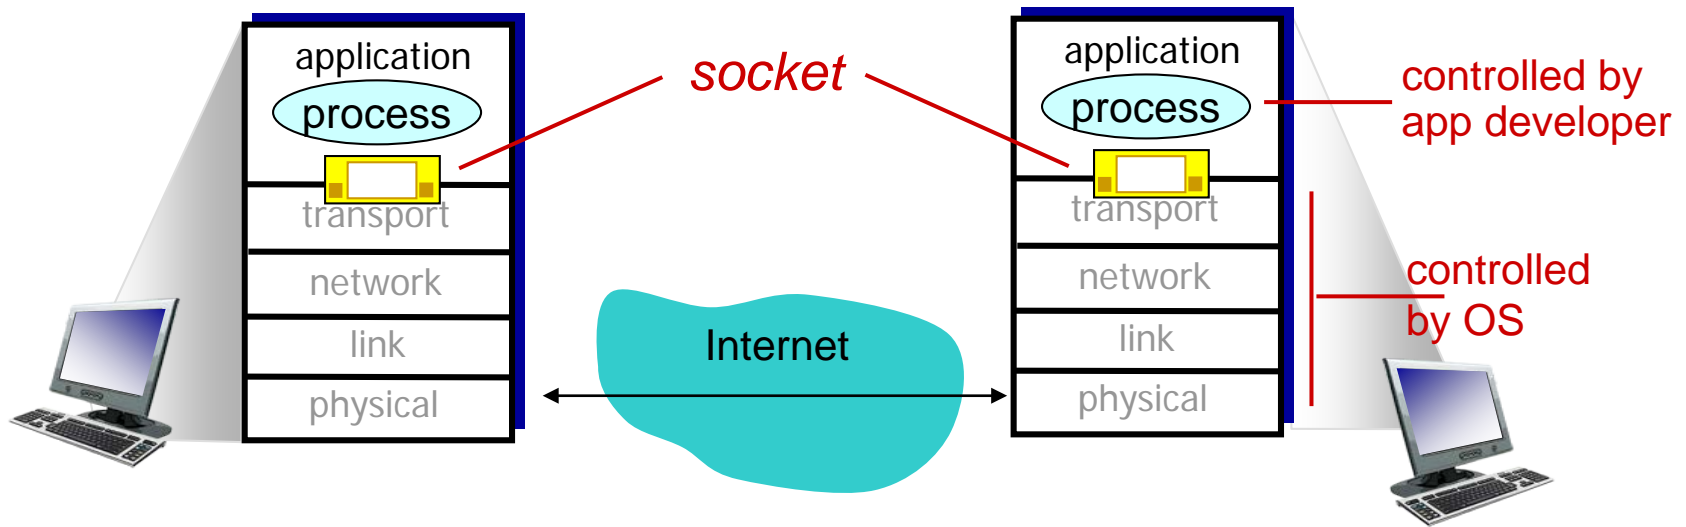 application
process
transport
network
link
physical
socket
Internet
application
process
transport
network
link
physical
controlled by
app developer
controlled
by OS